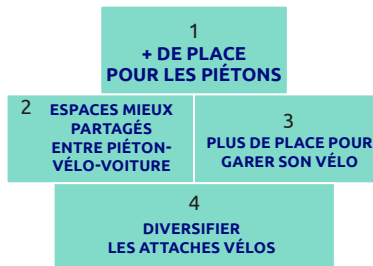 1
+ DE PLACE
POUR LES PIÉTONS
2
ESPACES MIEUX
PARTAGÉS
ENTRE PIÉTON-
VÉLO-VOITURE
3
PLUS DE PLACE POUR
GARER SON VÉLO
4
DIVERSIFIER
LES ATTACHES VÉLOS